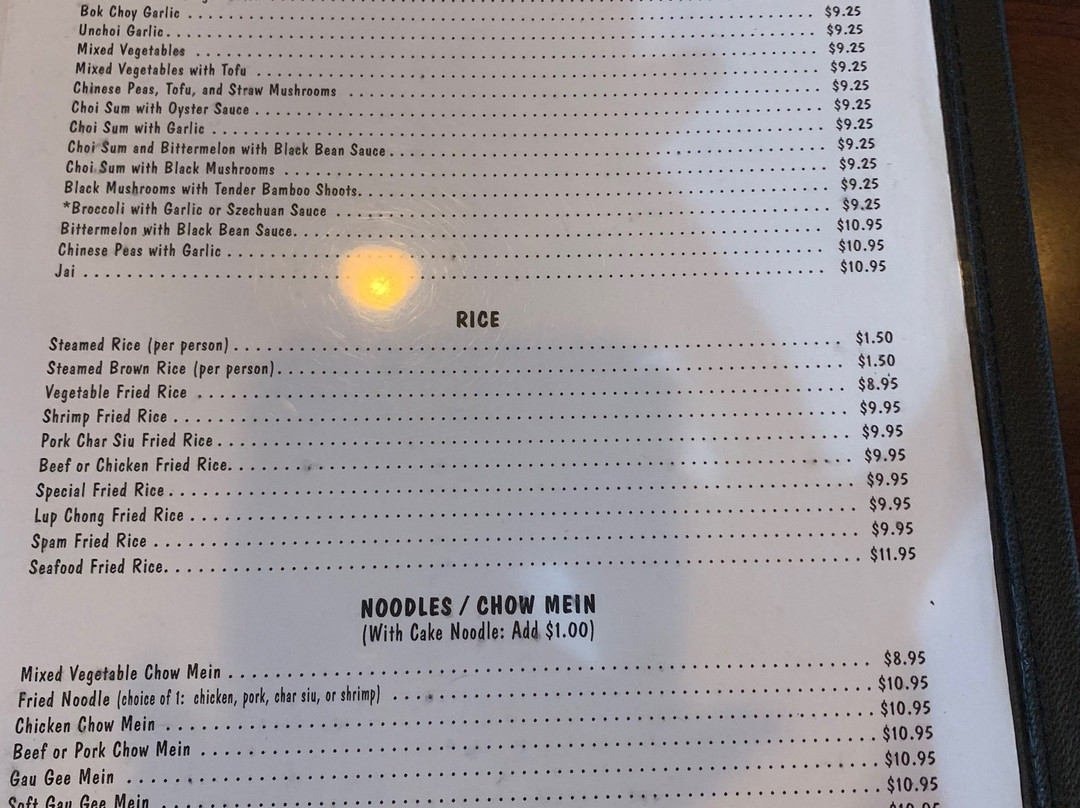 Bok Choy Garlic $9.25
Unchoi Garlic $9.25
Mixed Vegetables $9.25
Mixed Vegetables with Tofu $9.25
Chinese Peas, Tofu, and Straw Mushrooms $9.25
Choi Sum with Oyster Sauce $9.25
Choi Sum with Garlic $9.25
Choi Sum and Bittermelon with Black Bean Sauce $9.25
Choi Sum with Black Mushrooms $9.25
Black Mushrooms with Tender Bamboo Shoots $9.25
*Broccoli with Garlic or Szechuan Sauce $9.25
Bittermelon with Black Bean Sauce $10.95
Chinese Peas with Garlic $10.95
Jai $10.95
RICE
Steamed Rice (per person) $1.50
Steamed Brown Rice (per person) $1.50
Vegetable Fried Rice $8.95
Shrimp Fried Rice $9.95
Pork Char Siu Fried Rice $9.95
Beef or Chicken Fried Rice $9.95
Special Fried Rice $9.95
Lup Chong Fried Rice $9.95
Spam Fried Rice $9.95
Seafood Fried Rice $11.95
NOODLES / CHOW MEIN
(With Cake Noodle: Add $1.00)
Mixed Vegetable Chow Mein $8.95
Fried Noodle (choice of 1: chicken, pork, char siu, or shrimp) $10.95
Chicken Chow Mein $10.95
Beef or Pork Chow Mein $10.95
Gau Gee Mein $10.95
Soft Gau Gee Mein $10.95